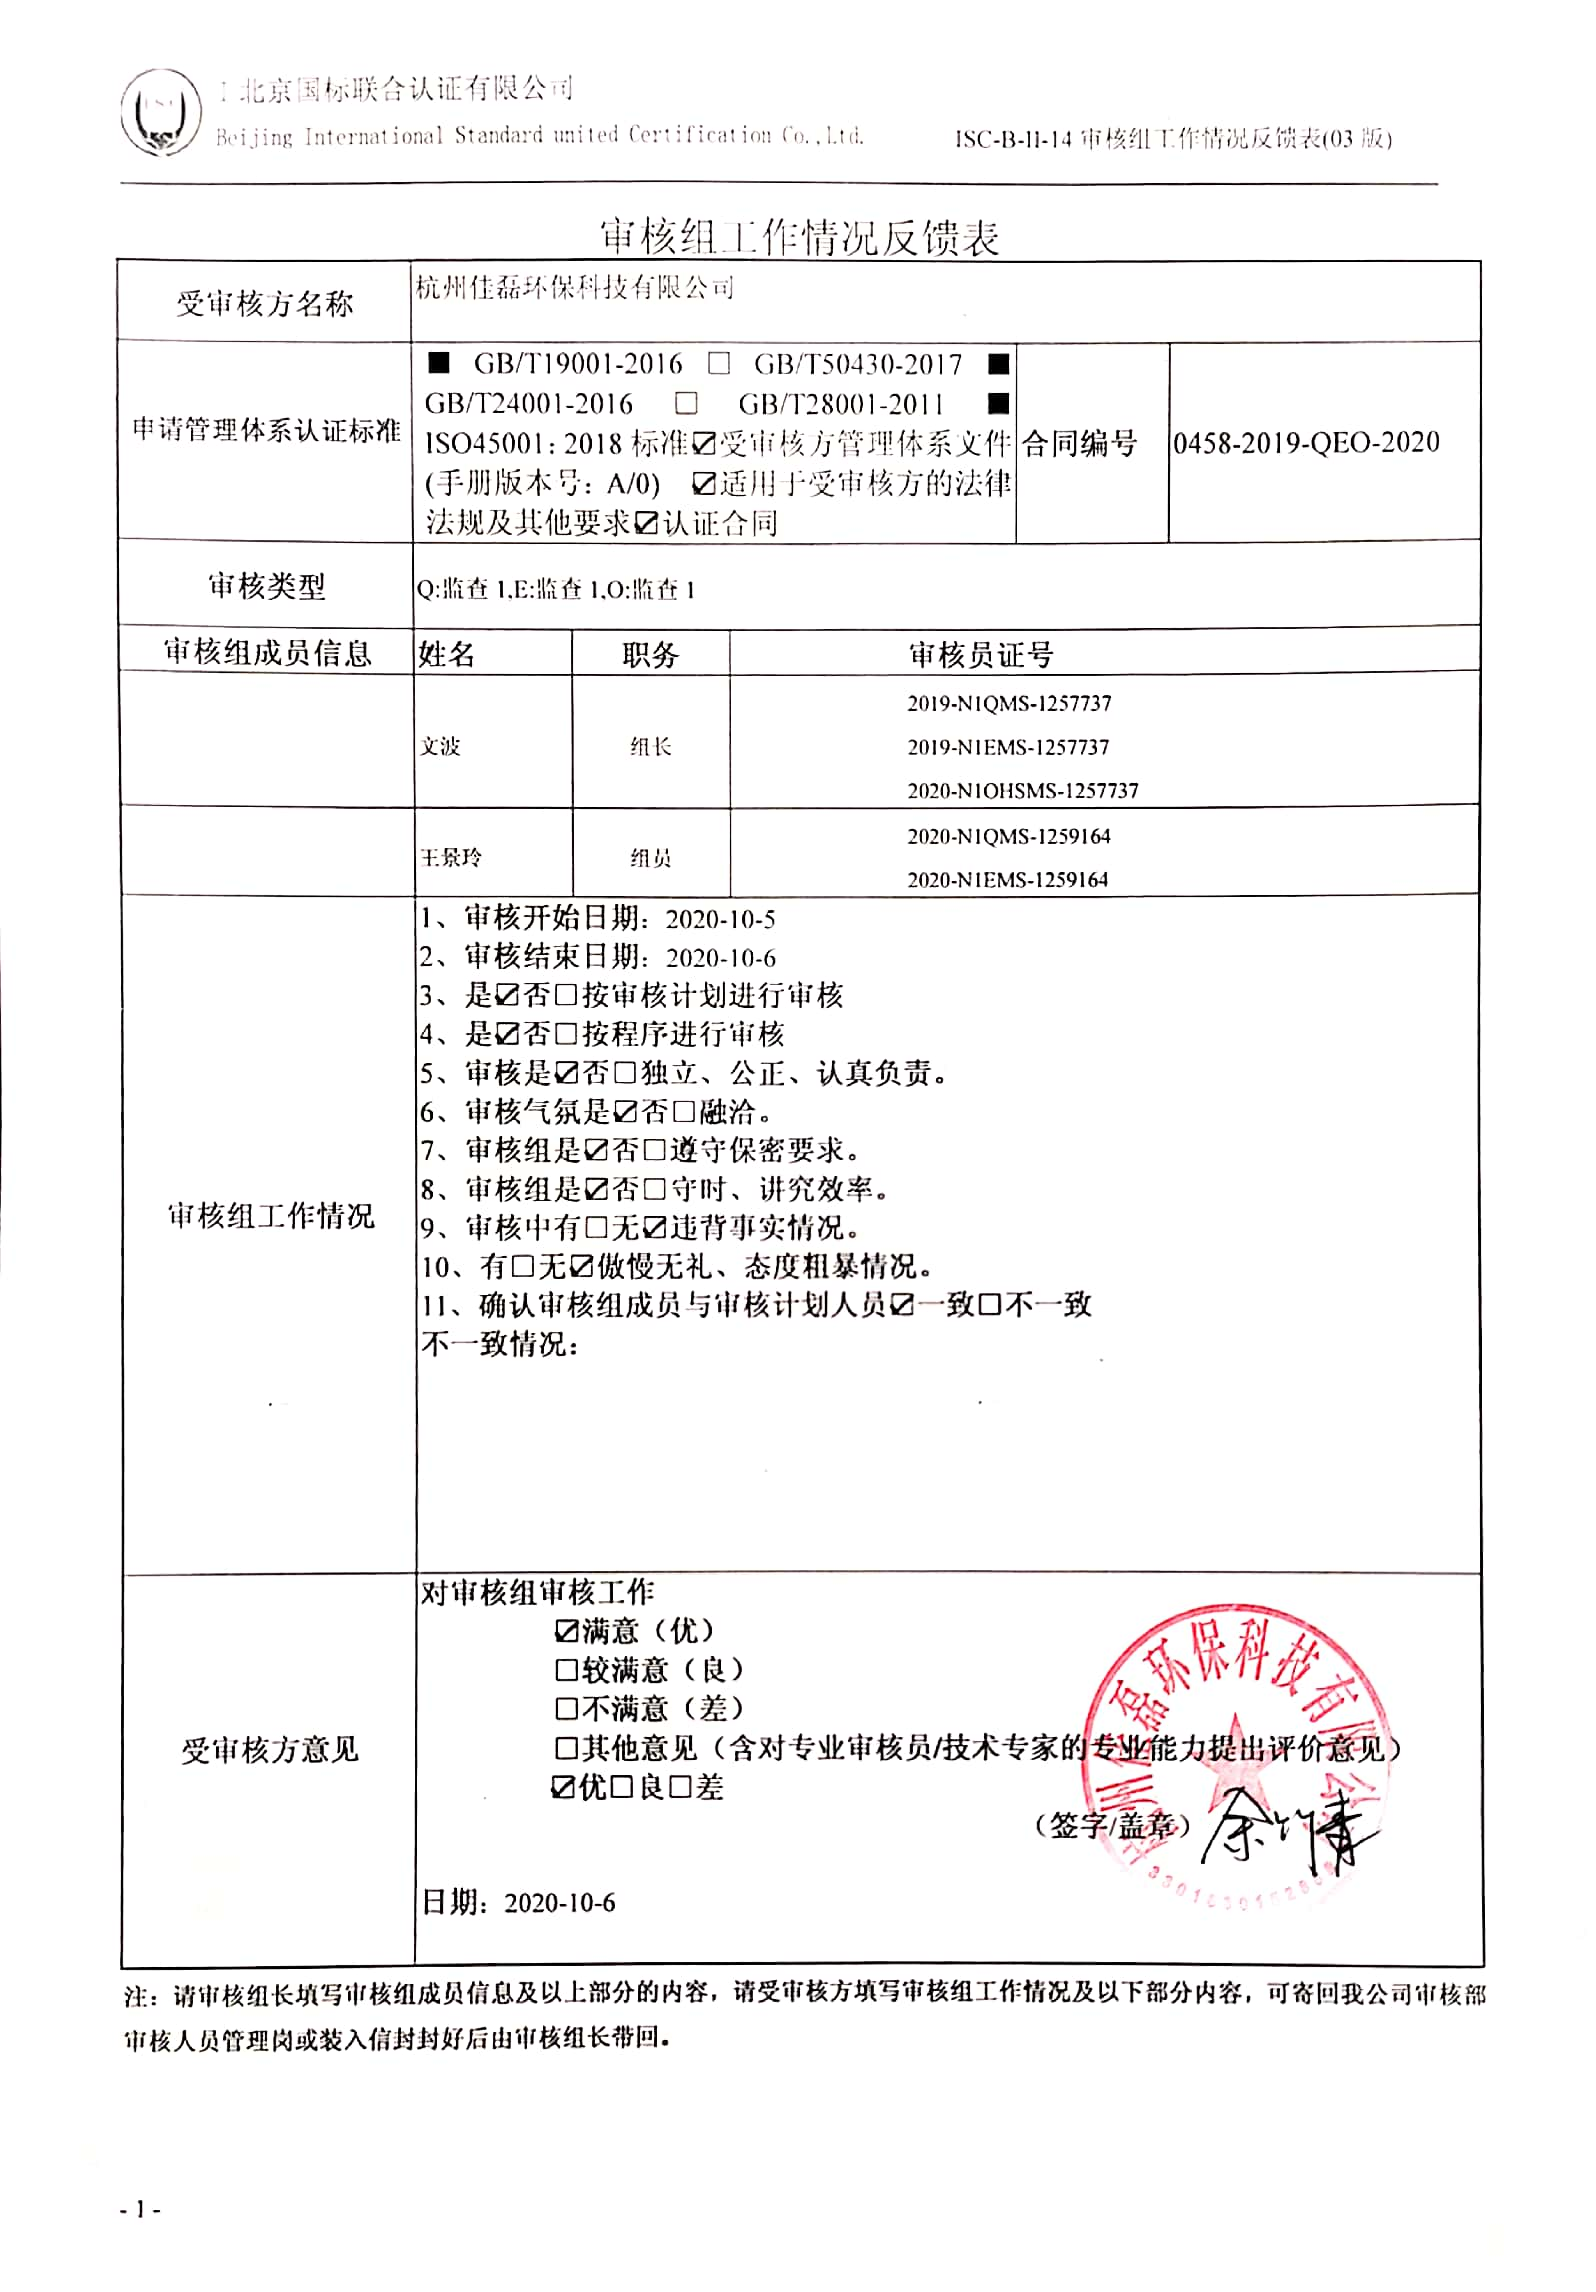 北京国标联合认证有限公司
Beijing International Standard united Certification Co.,Ltd.
ISC-B-II-14 审核组工作情况反馈表(03 版)
审核组工作情况反馈表
受审核方名称
杭州佳磊环保科技有限公司
申请管理体系认证标准
■ GB/T19001-2016 □ GB/T50430-2017 ■
GB/T24001-2016 □ GB/T28001-2011 ■
ISO45001: 2018 标准☑受审核方管理体系文件
(手册版本号: A/0) ☑适用于受审核方的法律
法规及其他要求☑认证合同
合同编号
0458-2019-QEO-2020
审核类型
Q:监查 1,E:监查 1,O:监查 1
审核组成员信息 姓名 职务 审核员证号
文波 组长
2019-N1QMS-1257737
2019-N1EMS-1257737
2020-N1OHSMS-1257737
王景玲 组员
2020-N1QMS-1259164
2020-N1EMS-1259164
审核组工作情况
1、审核开始日期：2020-10-5
2、审核结束日期：2020-10-6
3、是☑否□按审核计划进行审核
4、是☑否□按程序进行审核
5、审核是☑否□独立、公正、认真负责。
6、审核气氛是☑否□融洽。
7、审核组是☑否□遵守保密要求。
8、审核组是☑否□守时、讲究效率。
9、审核中有□无☑违背事实情况。
10、有□无☑傲慢无礼、态度粗暴情况。
11、确认审核组成员与审核计划人员☑一致□不一致
不一致情况：
受审核方意见
对审核组审核工作
☑满意（优）
□较满意（良）
□不满意（差）
□其他意见（含对专业审核员/技术专家的专业能力提出评价意见）
☑优□良□差
（签字/盖章）
日期：2020-10-6
杭州佳磊环保科技有限公司
注：请审核组长填写审核组成员信息及以上部分的内容，请受审核方填写审核组工作情况及以下部分内容，可寄回我公司审核部
审核人员管理岗或装入信封封好后由审核组长带回。
- 1 -